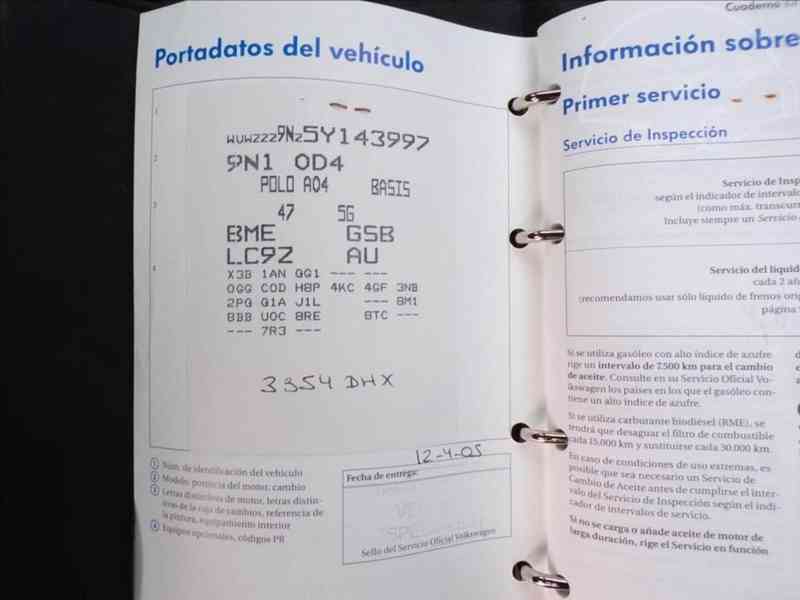 Portadatos del vehículo
1
WVWZZZ9NZ5Y143997
2
9N1 0D4
POLO A04 BASIS
3
47 5G
BME GSB
LC9Z AU
4
X3B 1AN GG1 --- --- ---
0GG C0D H8P 4KC 4GF 3NB
2PG G1A J1L --- 8M1
BBB U0C 8RE 8TC ---
--- 7R3 ---
3354 DHX
① Núm. de identificación del vehículo
② Modelo, potencia del motor, cambio
③ Letras distintivas de motor, letras distin-
tivas de la caja de cambios, referencia de
la pintura, equipamiento interior
④ Equipos opcionales, códigos PR
12-4-05
Fecha de entrega:
Sello del Servicio Oficial Volkswagen
Cuaderno
Información sobre
Primer servicio
Servicio de Inspección
Servicio de Insp
según el indicador de intervalo
(como máx. transcurr
Incluye siempre un Servicio
Servicio del líquid
cada 2 añ
(recomendamos usar sólo líquido de frenos orig
página
Si se utiliza gasóleo con alto índice de azufre
rige un intervalo de 7.500 km para el cambio
de aceite. Consulte en su Servicio Oficial Vo-
lkswagen los países en los que el gasóleo con-
tiene un alto índice de azufre.
Si se utiliza carburante biodiésel (RME), se
tendrá que desaguar el filtro de combustible
cada 15.000 km y sustituirse cada 30.000 km.
En caso de condiciones de uso extremas, es
posible que sea necesario un Servicio de
Cambio de Aceite antes de cumplirse el inter-
valo del Servicio de Inspección según el indi-
cador de intervalos de servicio.
Si no se carga o añade aceite de motor de
larga duración, rige el Servicio en función